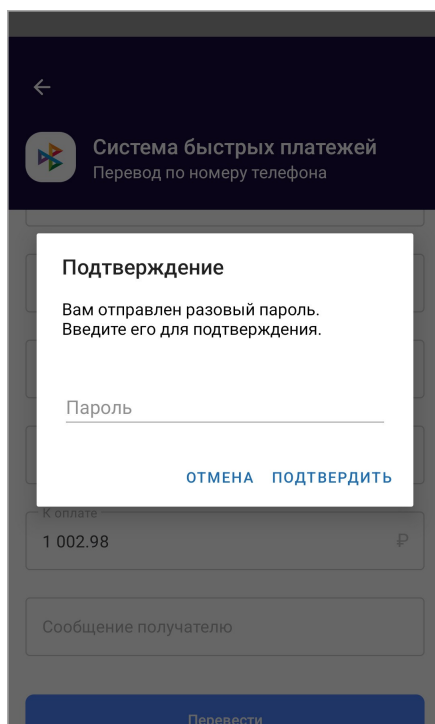 Система быстрых платежей
Перевод по номеру телефона
Подтверждение
Вам отправлен разовый пароль.
Введите его для подтверждения.
Пароль
ОТМЕНА ПОДТВЕРДИТЬ
К оплате
1 002.98 ₽
Сообщение получателю
Перевести